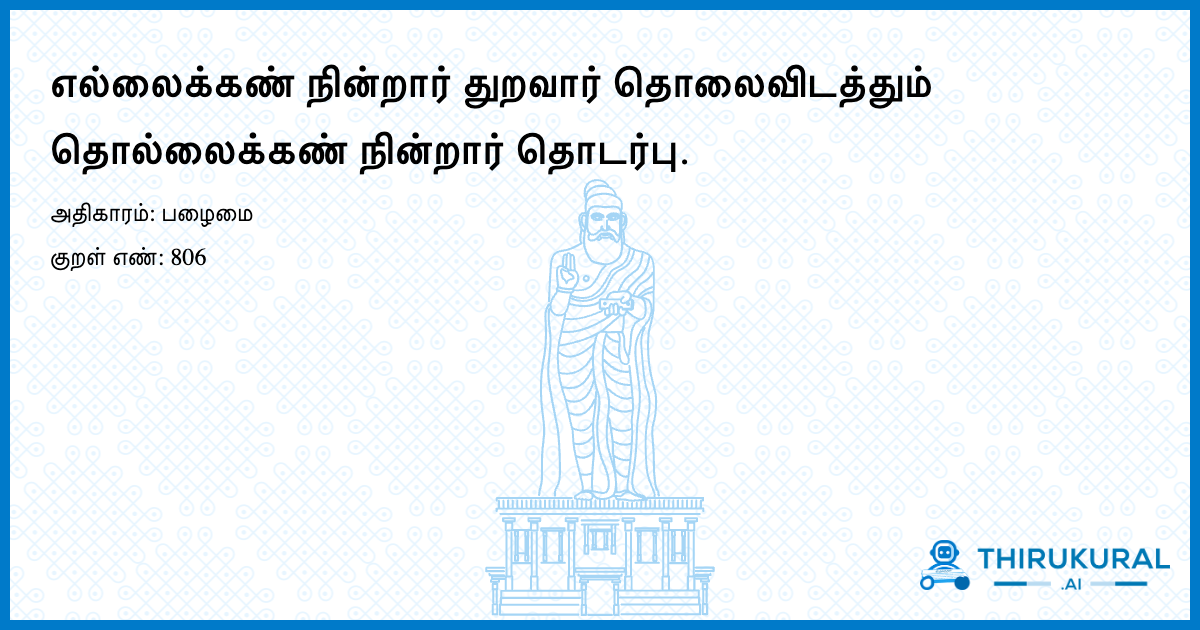 எல்லைக்கண் நின்றார் துறவார் தொலைவிடத்தும்
தொல்லைக்கண் நின்றார் தொடர்பு.
அதிகாரம்: பழைமை
குறள் எண்: 806
THIRUKURAL
.AI